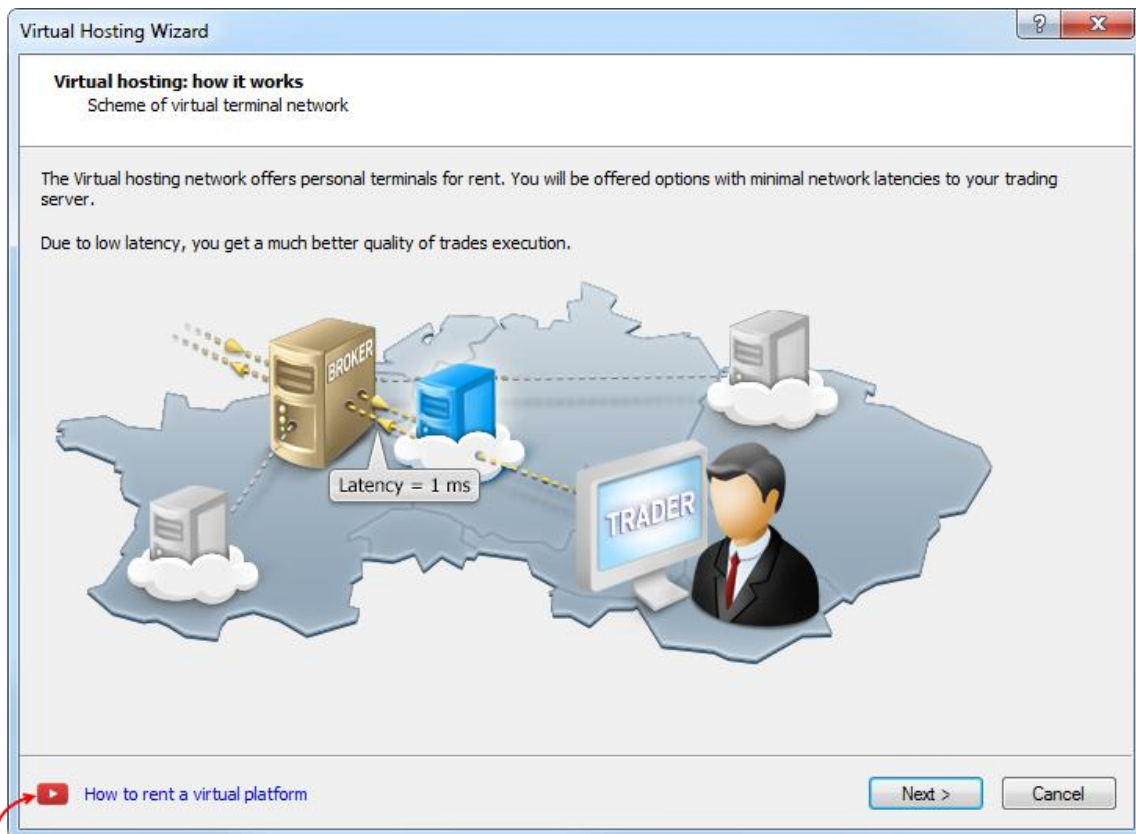 Virtual Hosting Wizard
Virtual hosting: how it works
Scheme of virtual terminal network
The Virtual hosting network offers personal terminals for rent. You will be offered options with minimal network latencies to your trading
server.
Due to low latency, you get a much better quality of trades execution.
BROKER
Latency = 1 ms
TRADER
How to rent a virtual platform
Next >
Cancel